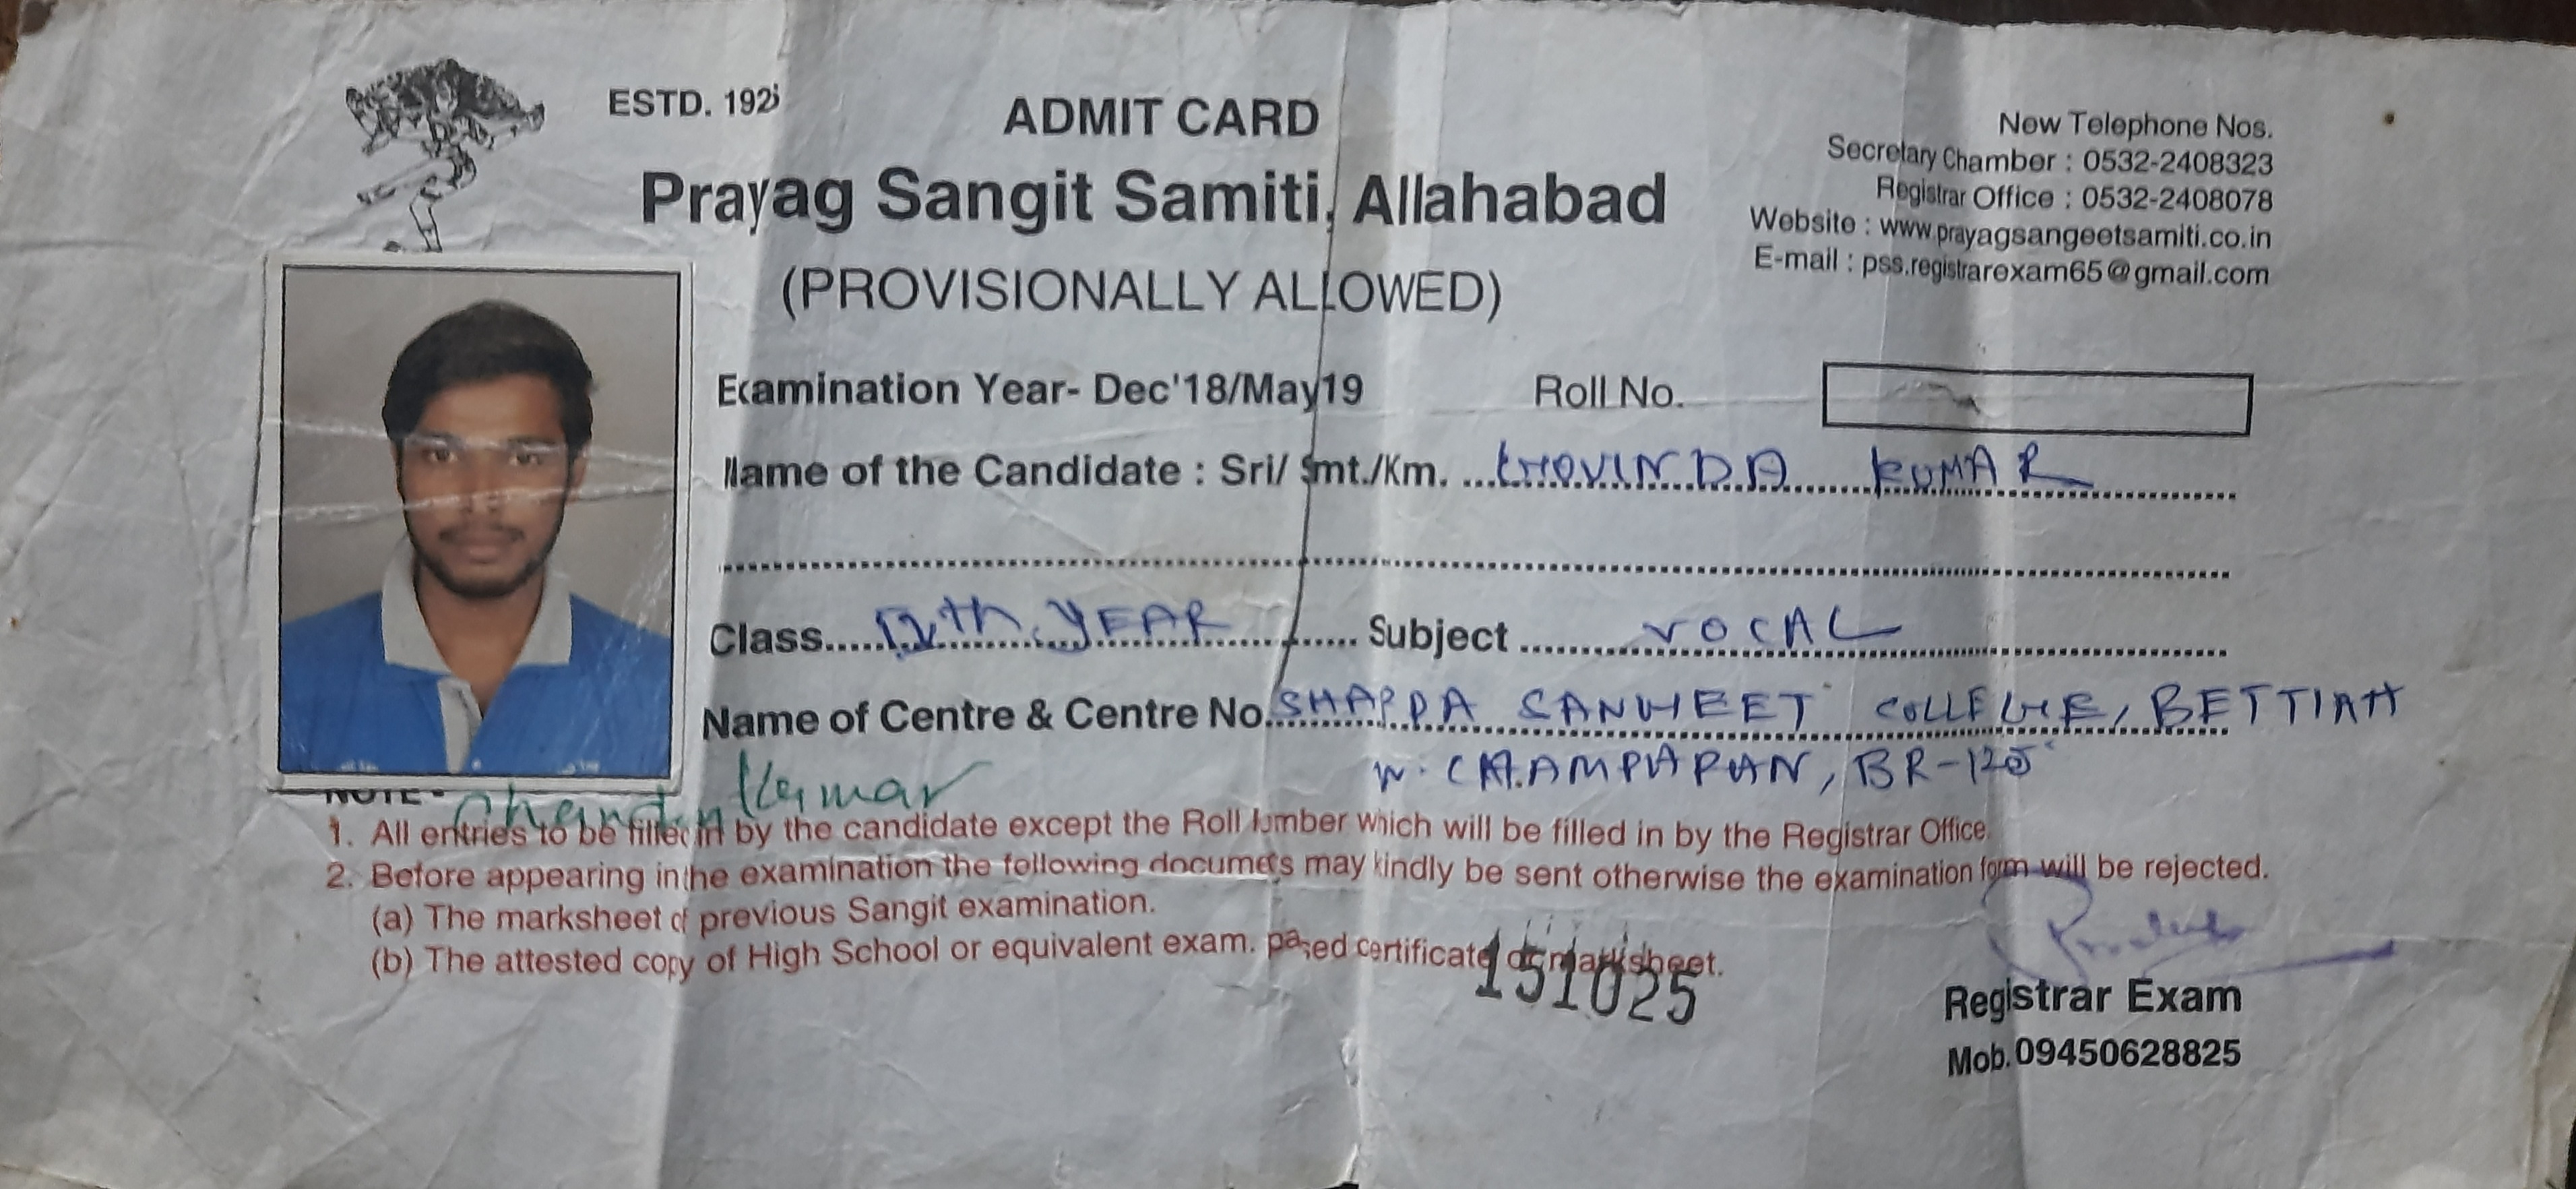 ESTD. 192
ADMIT CARD
Prayag Sangit Samiti, Allahabad
(PROVISIONALLY ALLOWED)
New Telephone Nos.
Secretary Chamber : 0532-2408323
Registrar Office : 0532-2408078
Website : www.prayagsangeetsamiti.co.in
E-mail : pss.registrarexam65@gmail.com
Examination Year- Dec'18/May19 Roll No.
Name of the Candidate : Sri/ Smt./Km. ...GOVINDA KUMAR
Class..... YEAR ...... Subject ...... VOCAL
Name of Centre & Centre No. SHARDA SANGEET COLLEGE, BETTIAH
W. CHAMPARAN, BR-125
Kumar
NOTE -
1. All entries to be filled in by the candidate except the Roll Number which will be filled in by the Registrar Office.
2. Before appearing in the examination the following documets may kindly be sent otherwise the examination form will be rejected.
(a) The marksheet of previous Sangit examination.
(b) The attested copy of High School or equivalent exam. passed certificate or marksheet.
151025
Registrar Exam
Mob. 09450628825